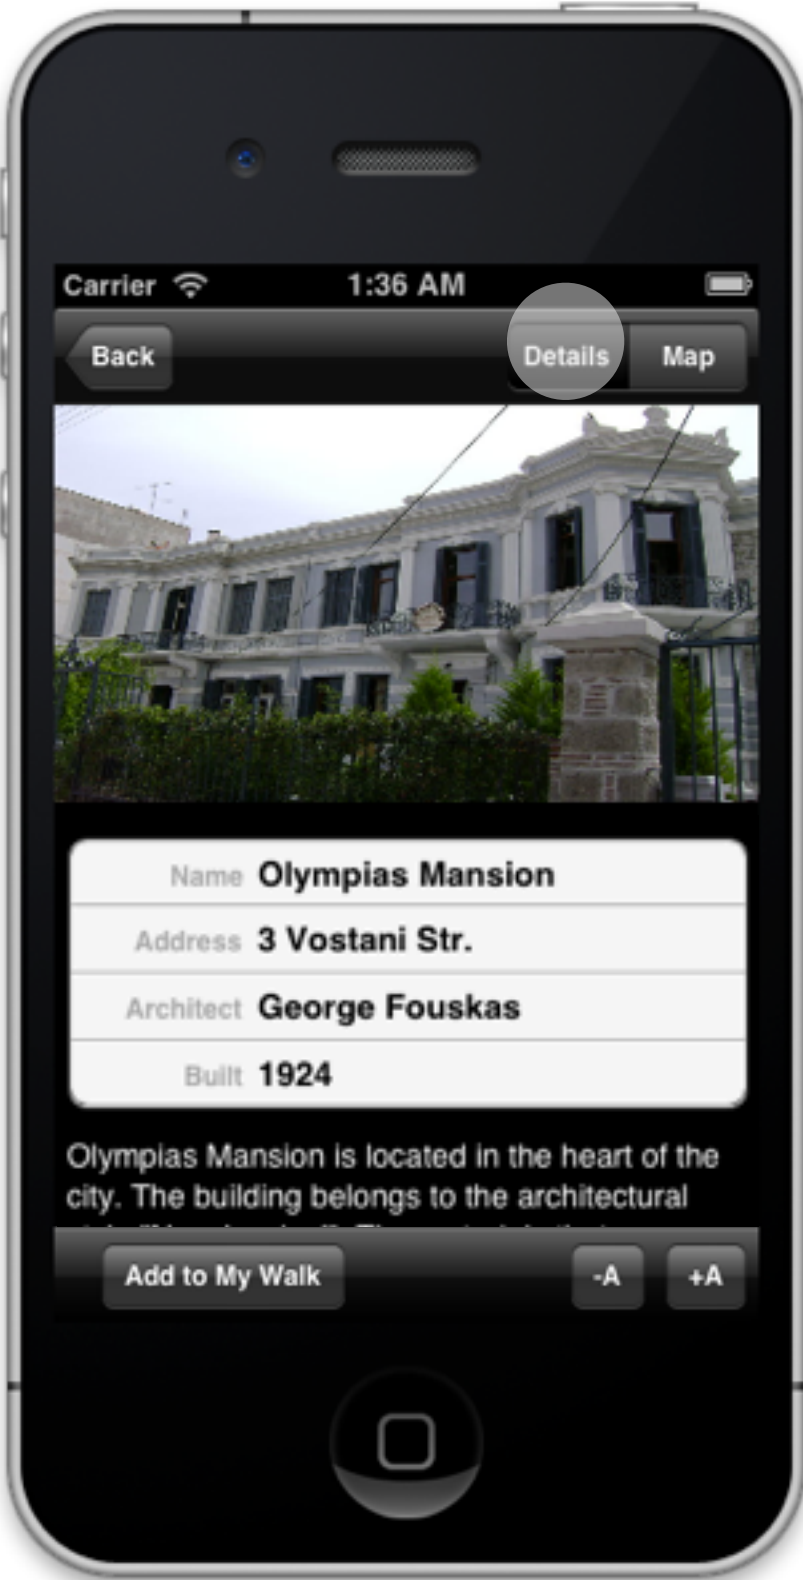 Carrier 1:36 AM
Back Details Map
Name Olympias Mansion
Address 3 Vostani Str.
Architect George Fouskas
Built 1924
Olympias Mansion is located in the heart of the
city. The building belongs to the architectural
Add to My Walk -A +A